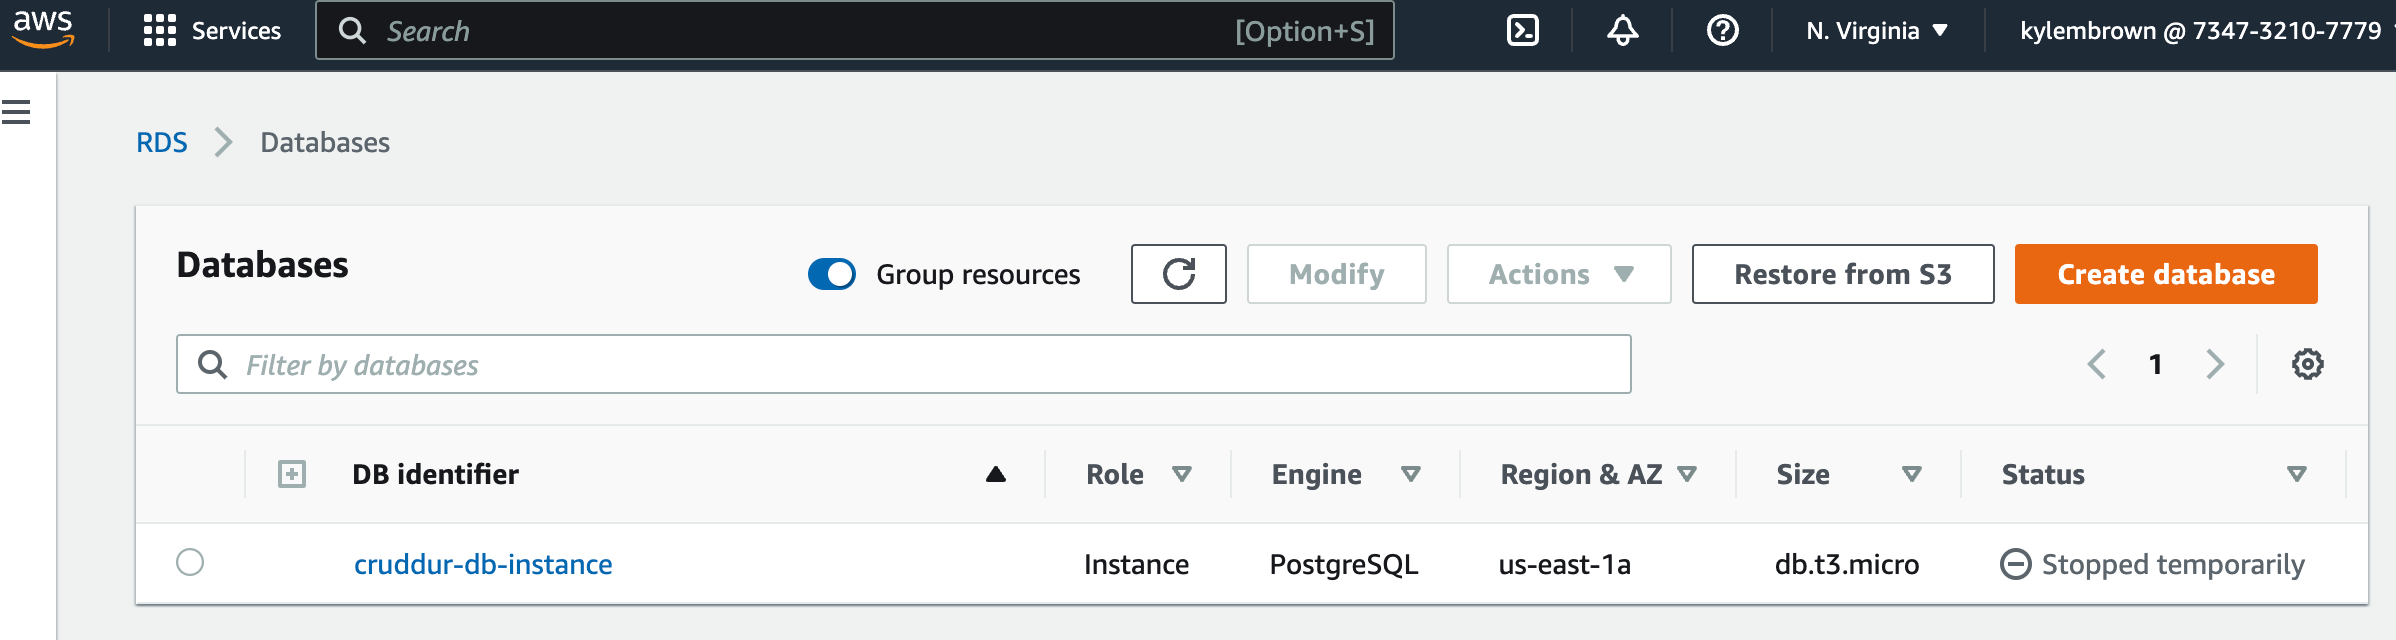 aws Services Search [Option+S] N. Virginia kylembrown @ 7347-3210-7779
RDS Databases
Databases Group resources Modify Actions Restore from S3 Create database
Filter by databases 1
DB identifier Role Engine Region & AZ Size Status
cruddur-db-instance Instance PostgreSQL us-east-1a db.t3.micro Stopped temporarily